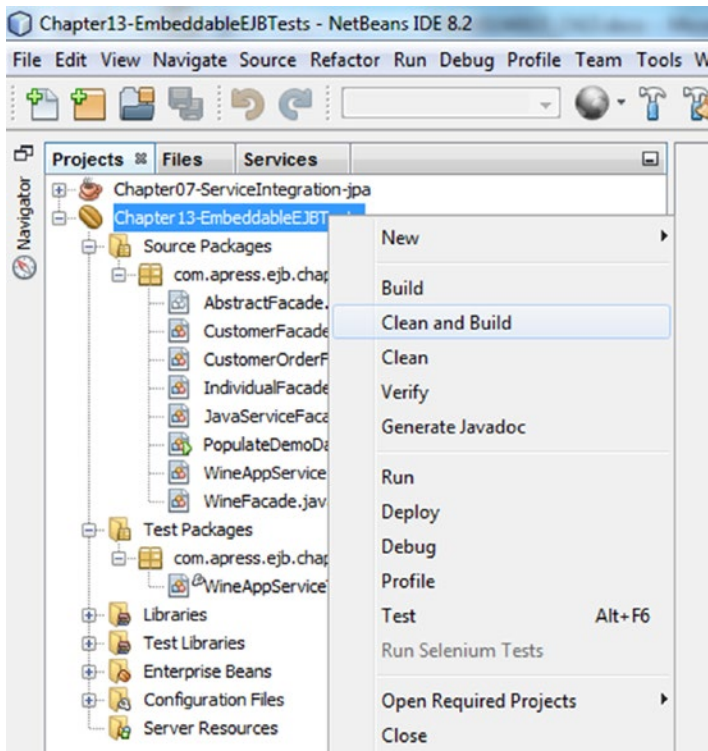 Chapter13-EmbeddableEJBTests - NetBeans IDE 8.2
File Edit View Navigate Source Refactor Run Debug Profile Team Tools W
Navigator
Projects Files Services
Chapter07-ServiceIntegration-jpa
Chapter13-EmbeddableEJBT
Source Packages
com.apress.ejb.chap
AbstractFacade.
CustomerFacade
CustomerOrderF
IndividualFacade
JavaServiceFaca
PopulateDemoDa
WineAppService
WineFacade.jav
Test Packages
com.apress.ejb.chap
WineAppService
Libraries
Test Libraries
Enterprise Beans
Configuration Files
Server Resources
New
Build
Clean and Build
Clean
Verify
Generate Javadoc
Run
Deploy
Debug
Profile
Test Alt+F6
Run Selenium Tests
Open Required Projects
Close